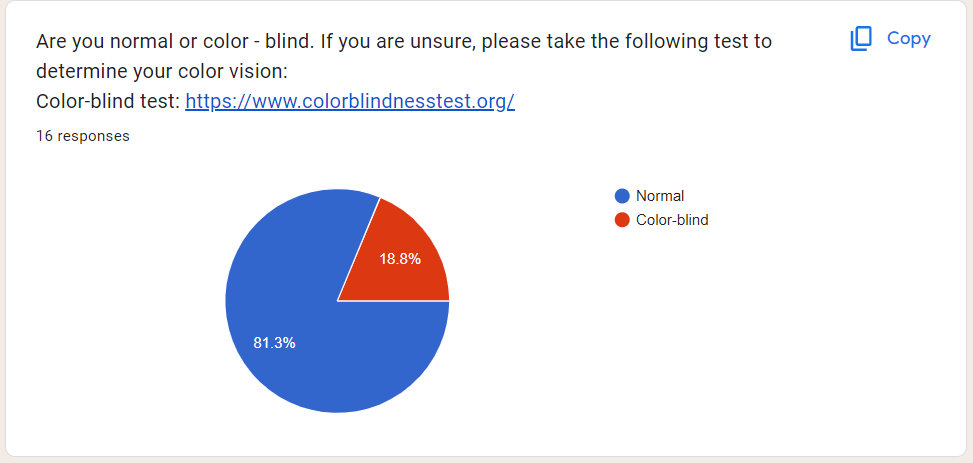 Are you normal or color - blind. If you are unsure, please take the following test to
determine your color vision:
Color-blind test: https://www.colorblindnesstest.org/
Copy
16 responses
Normal
Color-blind
18.8%
81.3%